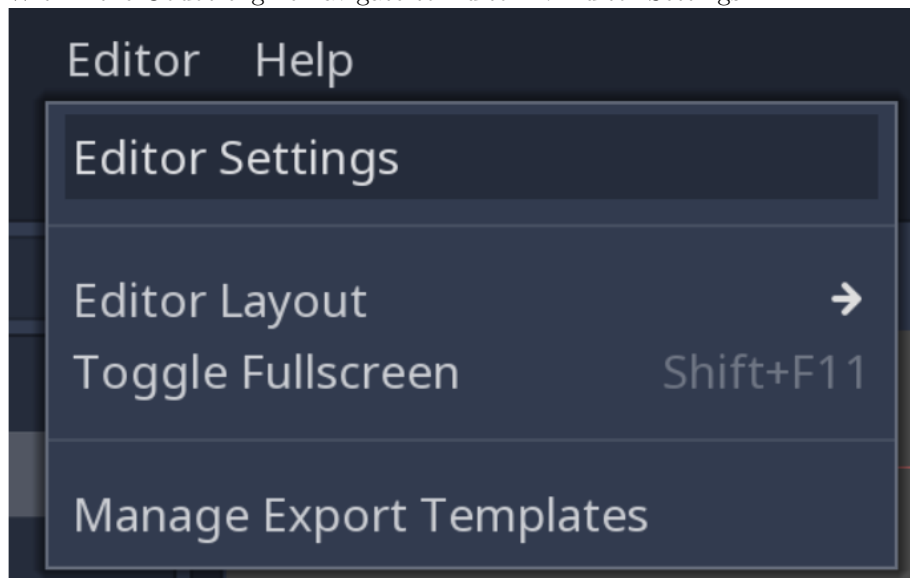 Editor Help
Editor Settings
Editor Layout
Toggle Fullscreen Shift+F11
Manage Export Templates